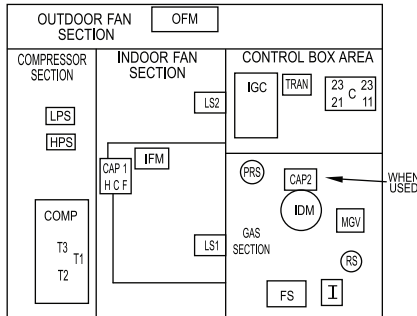 OUTDOOR FAN
SECTION
OFM
COMPRESSOR
SECTION
LPS
HPS
COMP
T3
T1
T2
INDOOR FAN
SECTION
LS2
IFM
CAP 1
H C F
LS1
CONTROL BOX AREA
IGC
TRAN
23 23
C
21 11
PRS
CAP2
WHEN
USED
IDM
MGV
GAS
SECTION
RS
FS
I